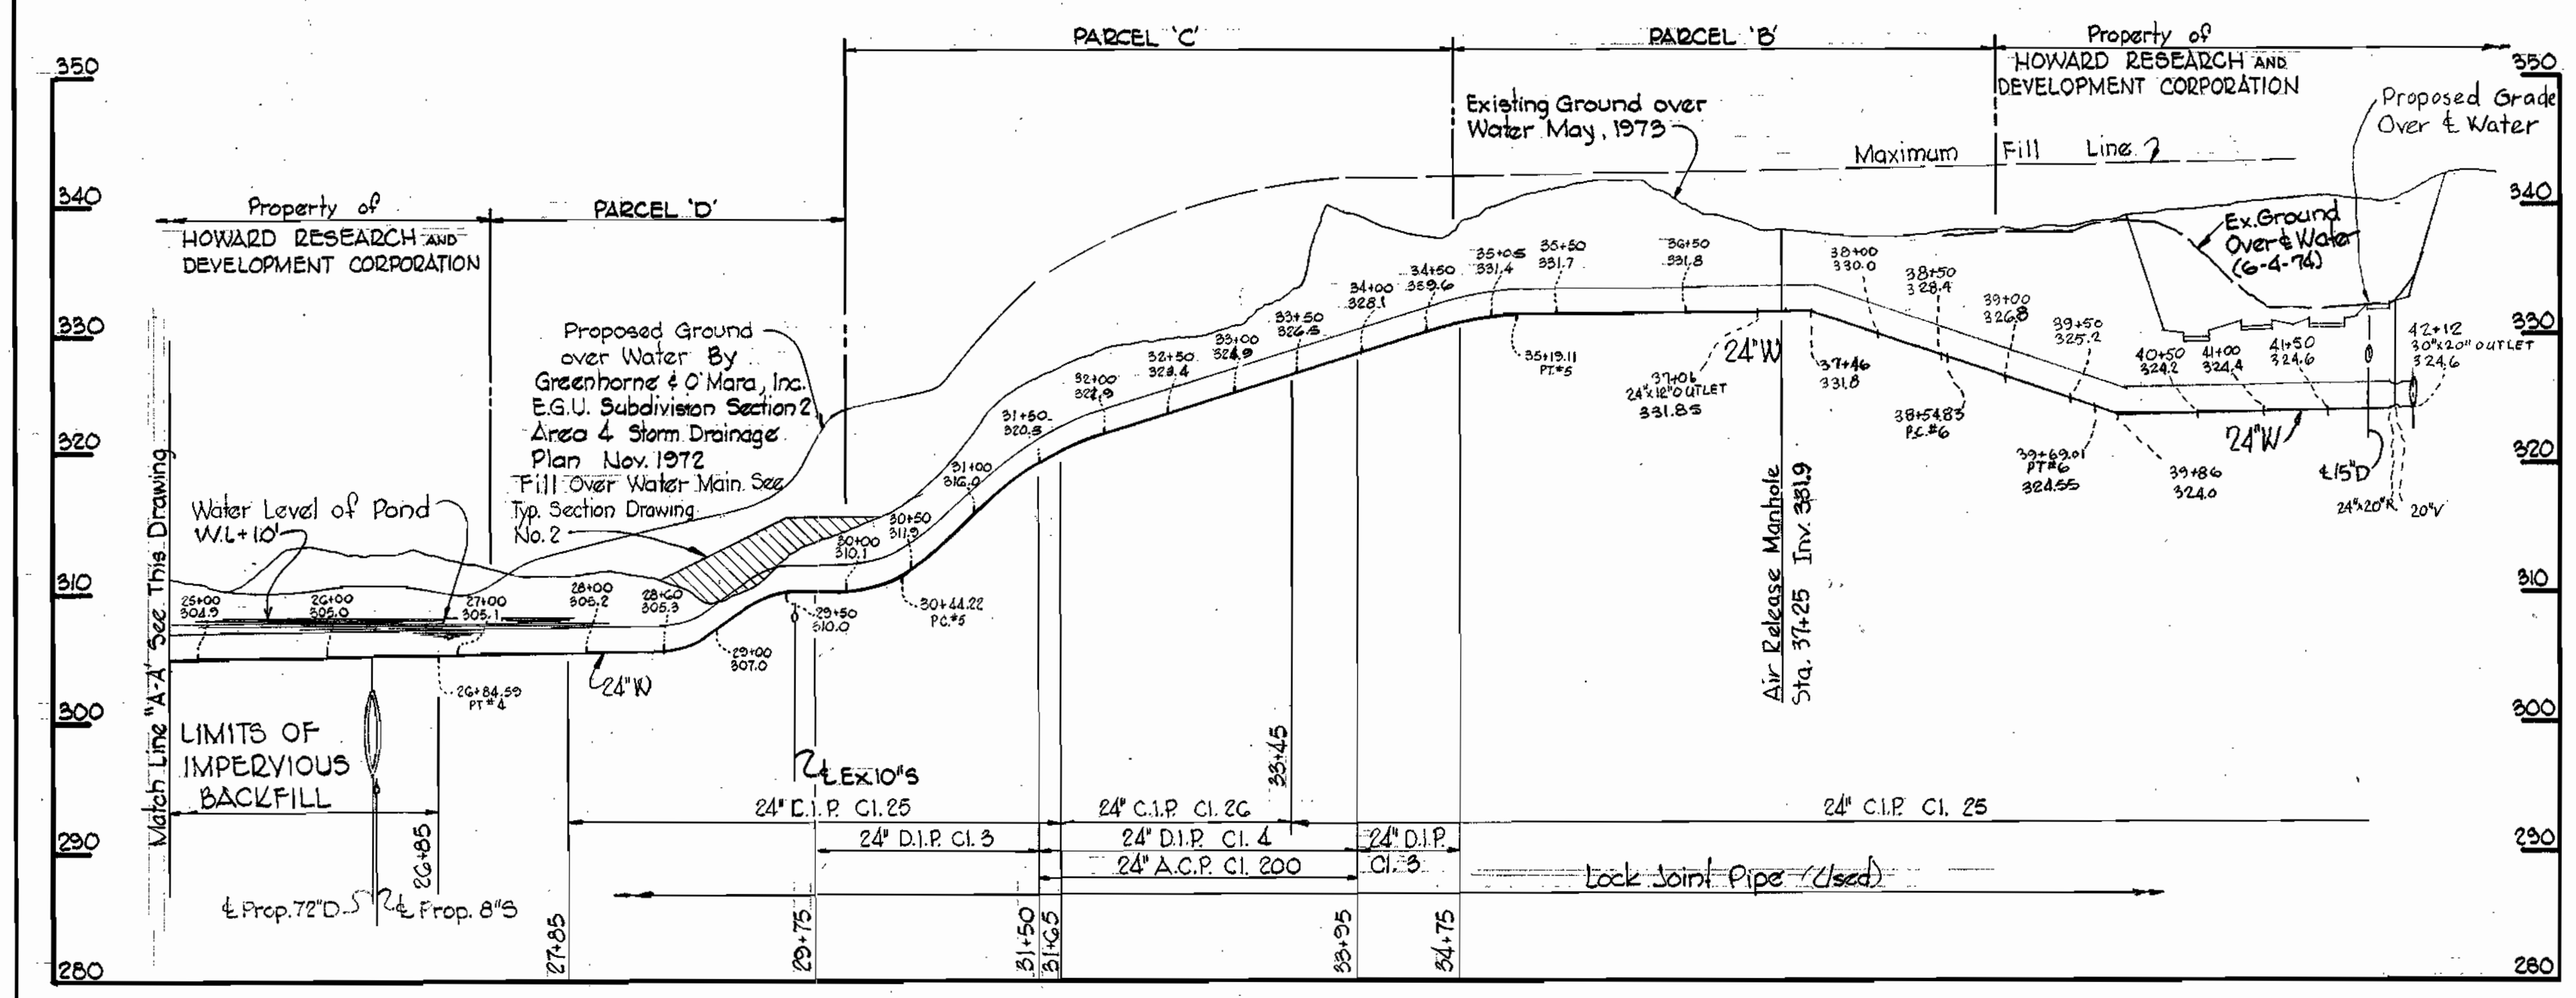 PARCEL 'C'
PARCEL 'B'
Property of
HOWARD RESEARCH AND
DEVELOPMENT CORPORATION
350
350
Existing Ground over
Water May, 1973
Proposed Grade
Over ℄ Water
Maximum Fill Line
340
340
Property of
HOWARD RESEARCH AND
DEVELOPMENT CORPORATION
PARCEL 'D'
Ex. Ground
Over ℄ Water
(6-4-74)
330
330
Proposed Ground
over Water By
Greenhorne & O'Mara, Inc.
E.G.U. Subdivision Section 2
Area 4 Storm Drainage
Plan Nov. 1972
Fill Over Water Main. See
Typ. Section Drawing
No. 2
320
320
Water Level of Pond
W.L+1.0'
310
310
Match Line "A-A" See This Drawing
25+00
304.9
26+00
305.0
27+00
305.1
28+00
305.2
28+60
305.3
29+00
307.0
29+50
310.0
30+00
310.1
30+44.22
P.C.#5
30+50
311.9
31+00
316.0
31+50
320.3
32+00
32+50
323.4
33+00
324.9
33+50
326.5
34+00
328.1
34+50
35+05
331.4
35+19.11
PT.#5
35+50
331.7
36+50
331.8
24"W
37+06
24"x12" OUTLET
331.85
37+46
331.8
38+00
330.0
38+50
328.4
38+54.83
P.C.#6
39+00
326.8
39+50
325.2
39+69.01
PT#6
324.55
39+86
324.0
40+50
324.2
41+00
324.4
41+50
324.6
42+12
30"x20" OUTLET
324.6
24"W
℄ 15"D
24"x20"R
20"V
Air Release Manhole
Sta. 37+25 Inv. 331.9
26+84.59
PT#4
24"W
300
300
LIMITS OF
IMPERVIOUS
BACKFILL
26+85
℄ Ex 10"S
33+45
24" C.I.P. Cl. 25
24" C.I.P. Cl. 26
24" C.I.P. Cl. 25
24" D.I.P. Cl. 3
24" D.I.P. Cl. 4
24" D.I.P.
Cl. 3
24" A.C.P. Cl. 200
290
290
Lock Joint Pipe (Used)
℄ Prop. 72"D
℄ Prop. 8"S
27+85
29+75
31+50
31+65
33+95
34+75
280
280